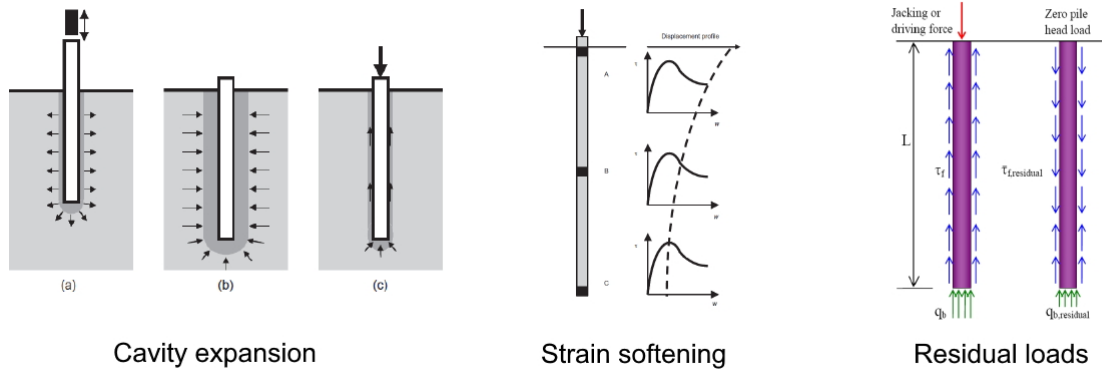 (a)
(b)
(c)
Cavity expansion
Displacement profile
A
τ
w
B
τ
w
C
τ
w
Strain softening
Jacking or
driving force
Zero pile
head load
L
τf
τf,residual
qb
qb,residual
Residual loads